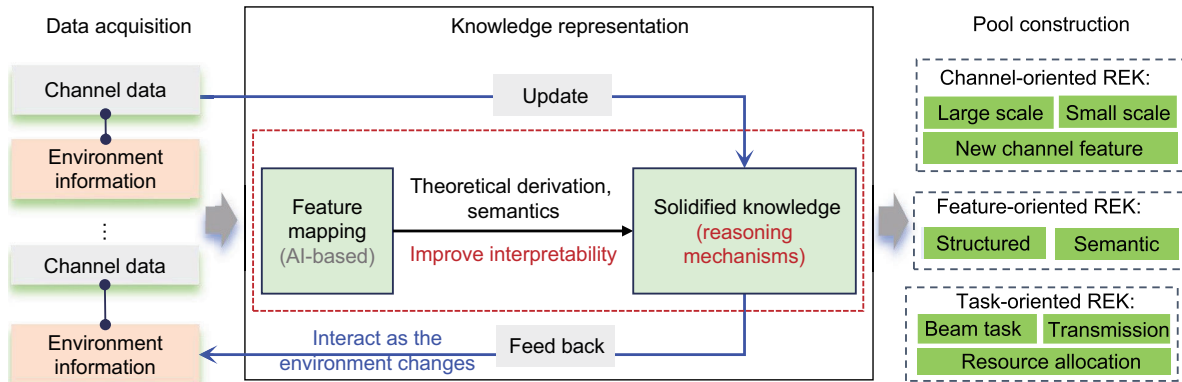 Data acquisition
Channel data
Environment
information
⋮
Channel data
Environment
information
Knowledge representation
Update
Feature
mapping
(AI-based)
Theoretical derivation,
semantics
Improve interpretability
Solidified knowledge
(reasoning
mechanisms)
Interact as the
environment changes
Feed back
Pool construction
Channel-oriented REK:
Large scale
Small scale
New channel feature
Feature-oriented REK:
Structured
Semantic
Task-oriented REK:
Beam task
Transmission
Resource allocation